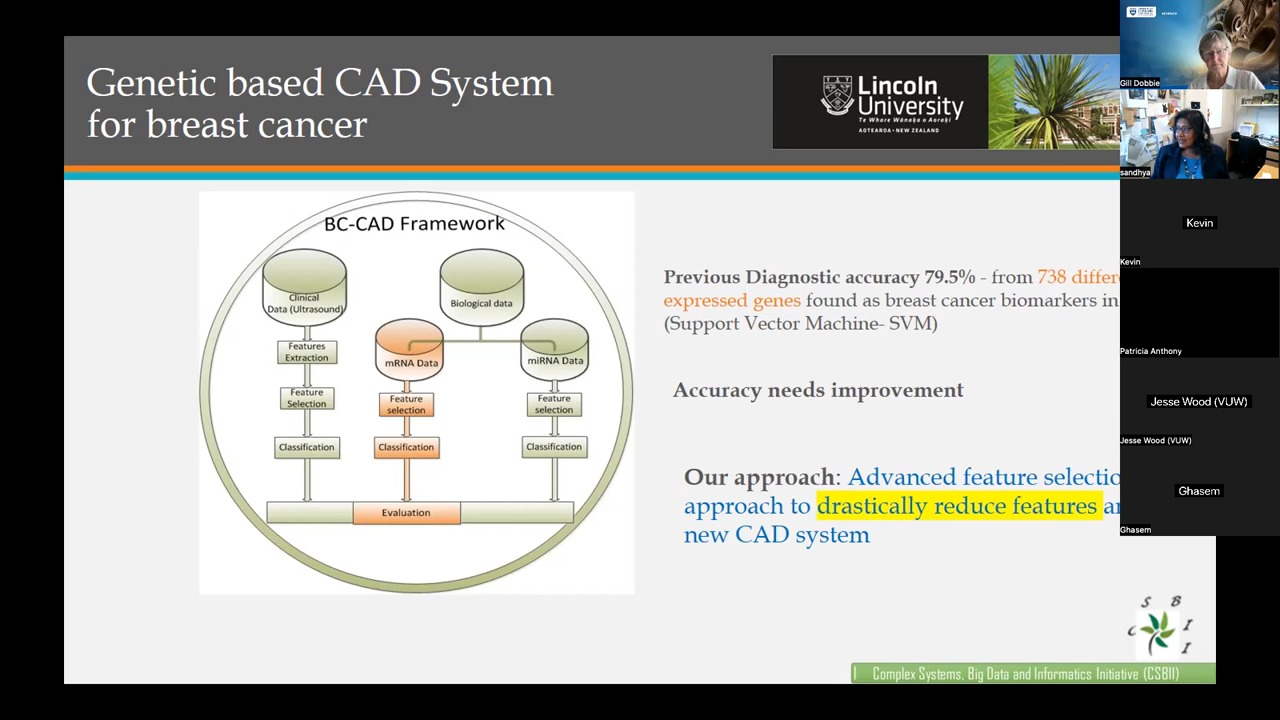 Genetic based CAD System
for breast cancer
Lincoln
University
Te Whare Wānaka o Aoraki
AOTEAROA • NEW ZEALAND
BC-CAD Framework
Clinical
Data (Ultrasound)
Biological data
Features
Extraction
mRNA Data
miRNA Data
Feature
Selection
Feature
selection
Feature
selection
Classification
Classification
Classification
Evaluation
Previous Diagnostic accuracy 79.5% - from 738 differe
expressed genes found as breast cancer biomarkers in
(Support Vector Machine- SVM)
Accuracy needs improvement
Our approach: Advanced feature selectio
approach to drastically reduce features a
new CAD system
C S B I I
Complex Systems, Big Data and Informatics Initiative (CSBII)
SCIENCE
Gill Dobbie
sandhya
Kevin
Kevin
Patricia Anthony
Jesse Wood (VUW)
Jesse Wood (VUW)
Ghasem
Ghasem